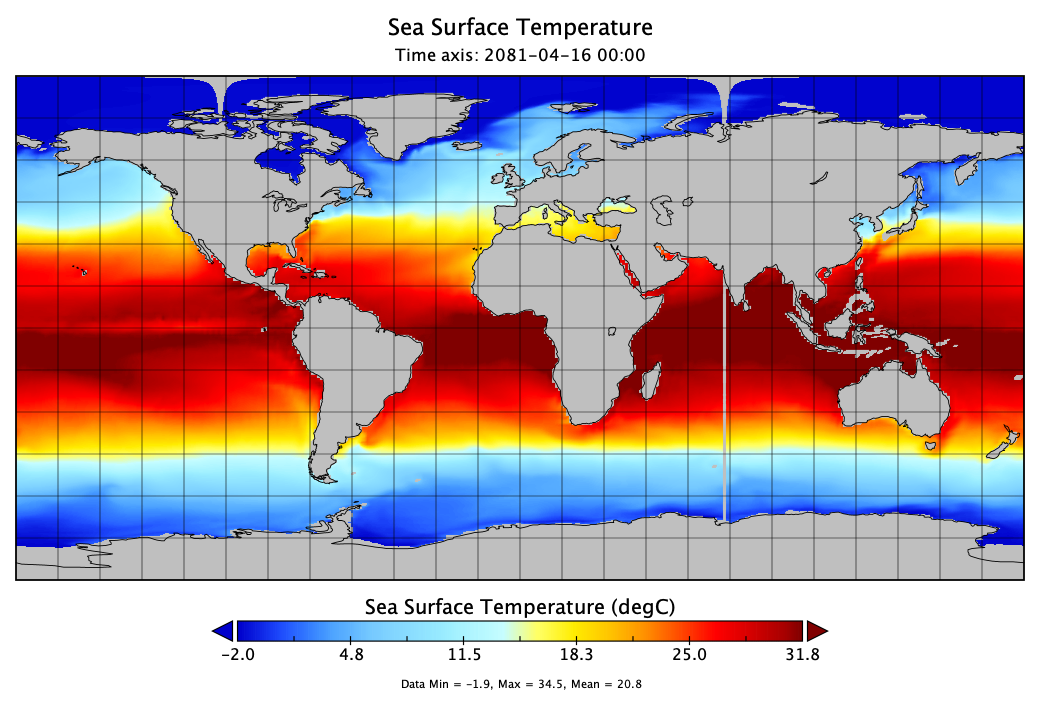 Sea Surface Temperature
Time axis: 2081-04-16 00:00
Sea Surface Temperature (degC)
-2.0 4.8 11.5 18.3 25.0 31.8
Data Min = -1.9, Max = 34.5, Mean = 20.8